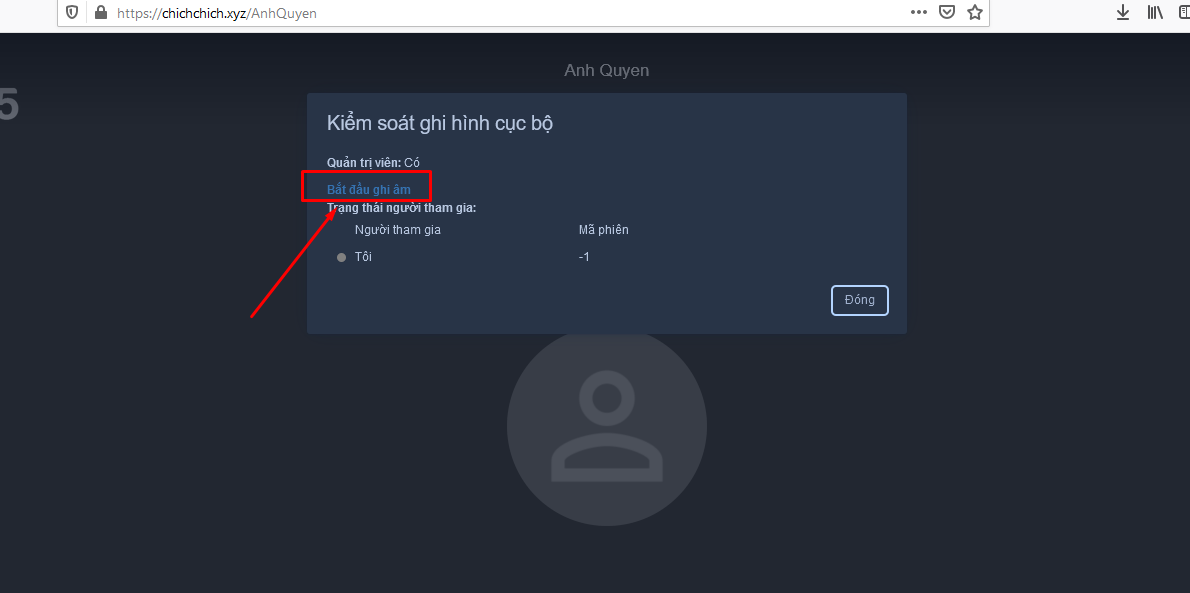 https://chichchich.xyz/AnhQuyen
Anh Quyen
5
Kiểm soát ghi hình cục bộ
Quản trị viên: Có
Bắt đầu ghi âm
Trạng thái người tham gia:
Người tham gia Mã phiên
Tôi -1
Đóng